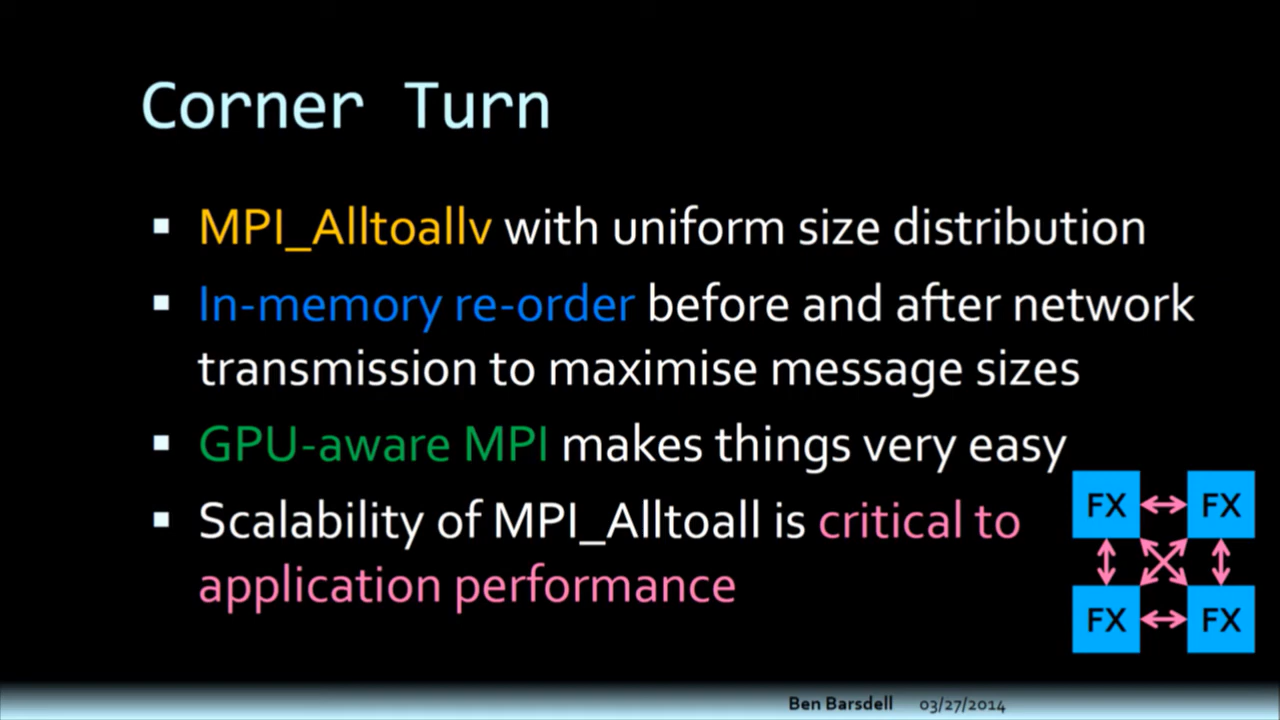 Corner Turn
▪ MPI_Alltoallv with uniform size distribution
▪ In-memory re-order before and after network
transmission to maximise message sizes
▪ GPU-aware MPI makes things very easy
▪ Scalability of MPI_Alltoall is critical to
application performance
FX FX
FX FX
Ben Barsdell 03/27/2014